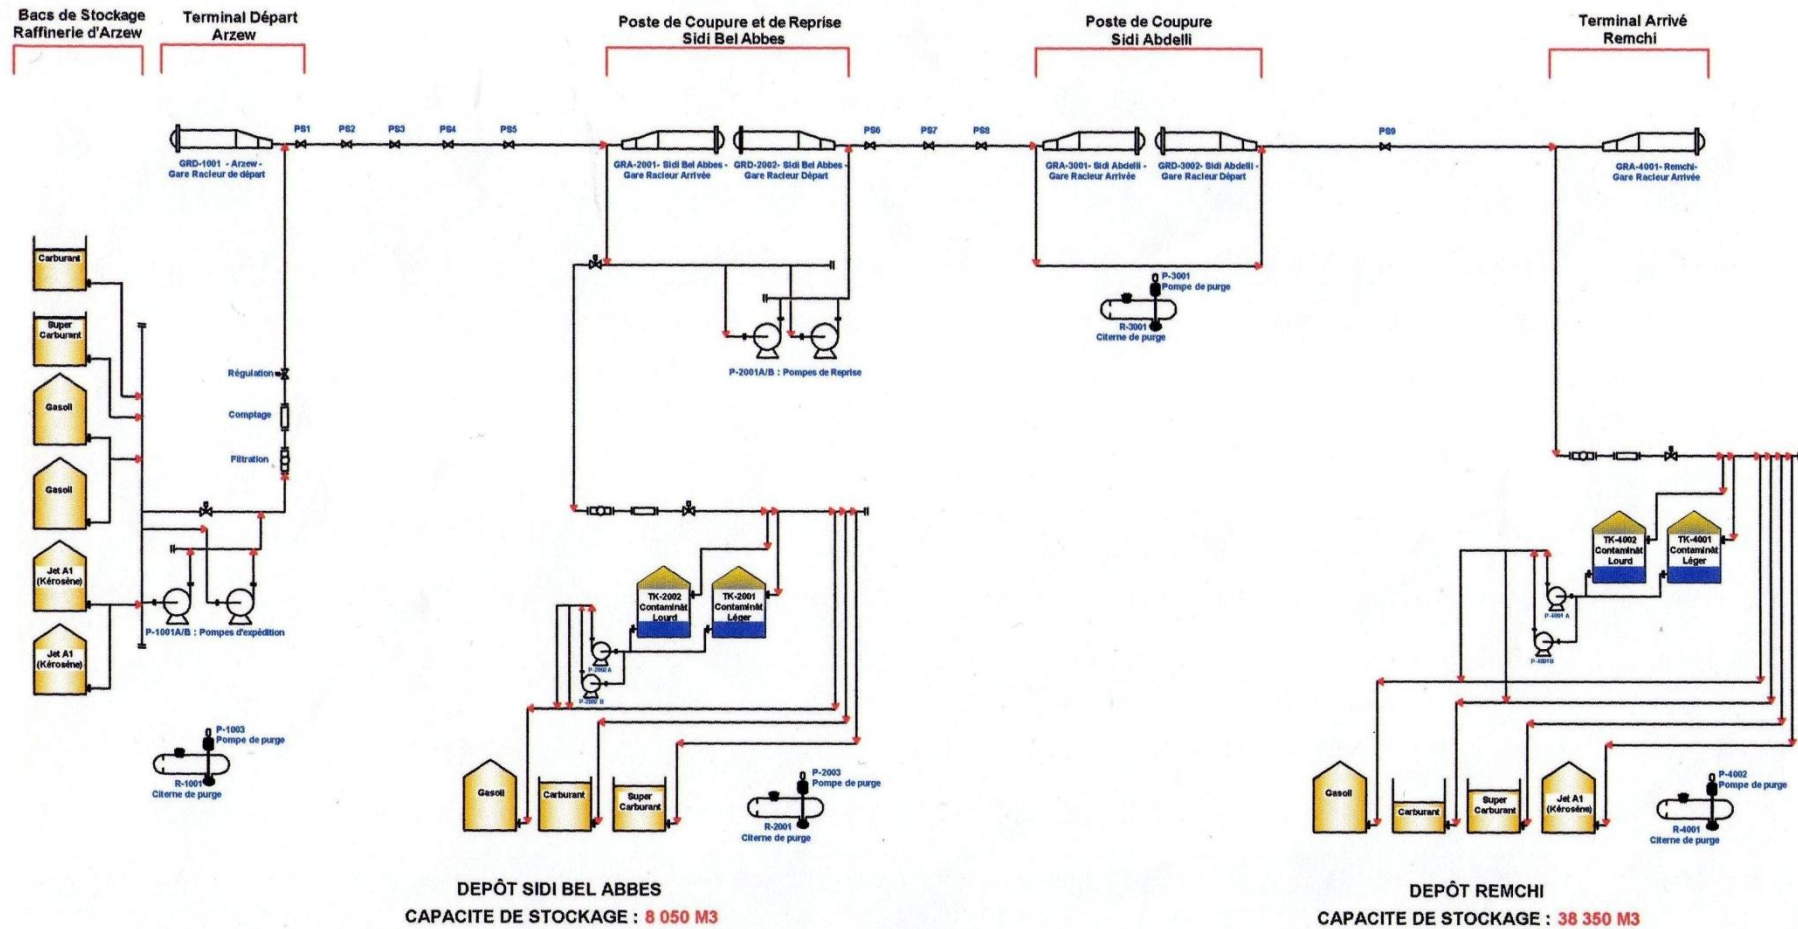 Bacs de Stockage
Raffinerie d'Arzew
Terminal Départ
Arzew
Poste de Coupure et de Reprise
Sidi Bel Abbes
Poste de Coupure
Sidi Abdelli
Terminal Arrivé
Remchi
PS1
PS2
PS3
PS4
PS5
PS6
PS7
PS8
PS9
GRD-1001 - Arzew -
Gare Racleur de départ
GRA-2001- Sidi Bel Abbes -
Gare Racleur Arrivée
GRD-2002- Sidi Bel Abbes -
Gare Racleur Départ
GRA-3001- Sidi Abdelli -
Gare Racleur Arrivée
GRD-3002- Sidi Abdelli -
Gare Racleur Départ
GRA-4001- Remchi-
Gare Racleur Arrivée
Carburant
Super
Carburant
Gasoil
Gasoil
Jet A1
(Kérosène)
Jet A1
(Kérosène)
Régulation
Comptage
Filtration
P-1001A/B : Pompes d'expédition
P-1003
Pompe de purge
R-1001
Citerne de purge
P-2001A/B : Pompes de Reprise
TK-2002
Contaminât
Lourd
TK-2001
Contaminât
Léger
P-2002A
Gasoil
Carburant
Super
Carburant
P-2003
Pompe de purge
R-2001
Citerne de purge
P-3001
Pompe de purge
R-3001
Citerne de purge
TK-4002
Contaminât
Lourd
TK-4001
Contaminât
Léger
P-4001 A
P-4001B
Gasoil
Carburant
Super
Carburant
Jet A1
(Kérosène)
P-4002
Pompe de purge
R-4001
Citerne de purge
DEPÔT SIDI BEL ABBES
CAPACITE DE STOCKAGE : 8 050 M3
DEPÔT REMCHI
CAPACITE DE STOCKAGE : 38 350 M3